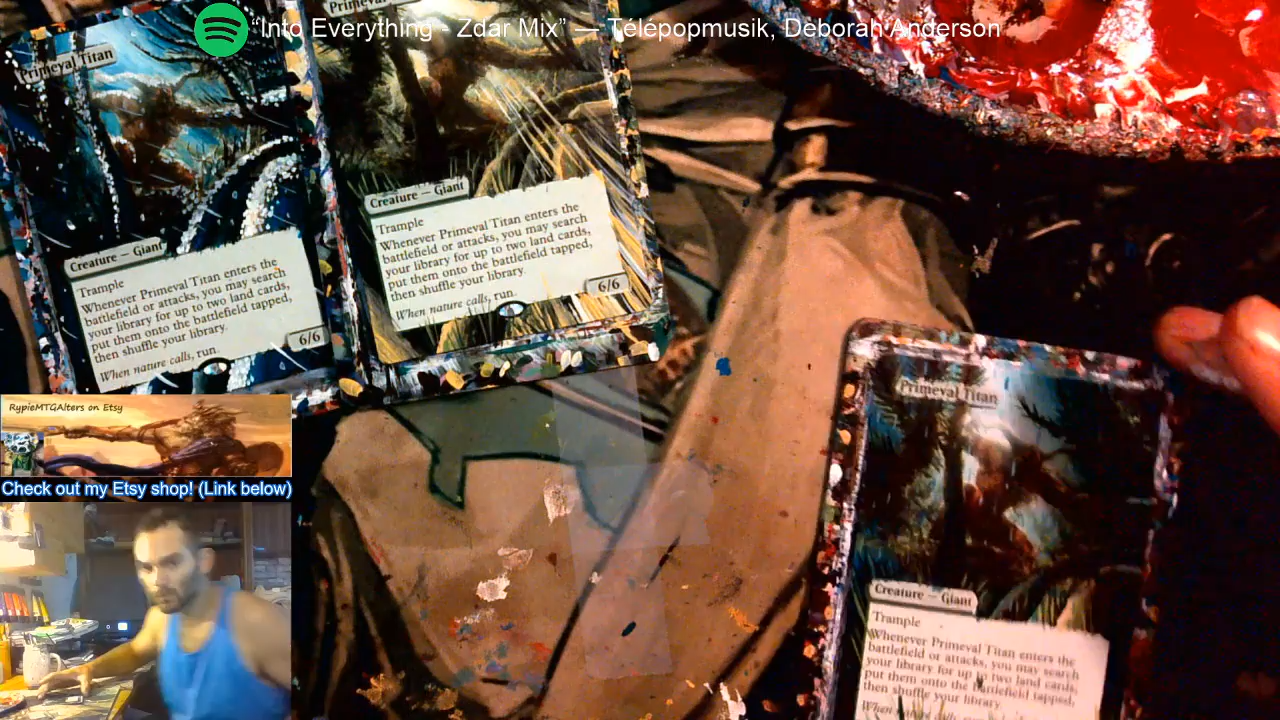 “Into Everything - Zdar Mix” — Télépopmusik, Deborah Anderson
Primeval Titan
Creature — Giant
Trample
Whenever Primeval Titan enters the
battlefield or attacks, you may search
your library for up to two land cards,
put them onto the battlefield tapped,
then shuffle your library.
When nature calls, run.
6/6
Primeval Titan
Creature — Giant
Trample
Whenever Primeval Titan enters the
battlefield or attacks, you may search
your library for up to two land cards,
put them onto the battlefield tapped,
then shuffle your library.
When nature calls, run.
6/6
RypieMTGAlters on Etsy
Check out my Etsy shop! (Link below)
Primeval Titan
Creature — Giant
Trample
Whenever Primeval Titan enters the
battlefield or attacks, you may search
your library for up to two land cards,
put them onto the battlefield tapped,
then shuffle your library.
When nature calls, run.